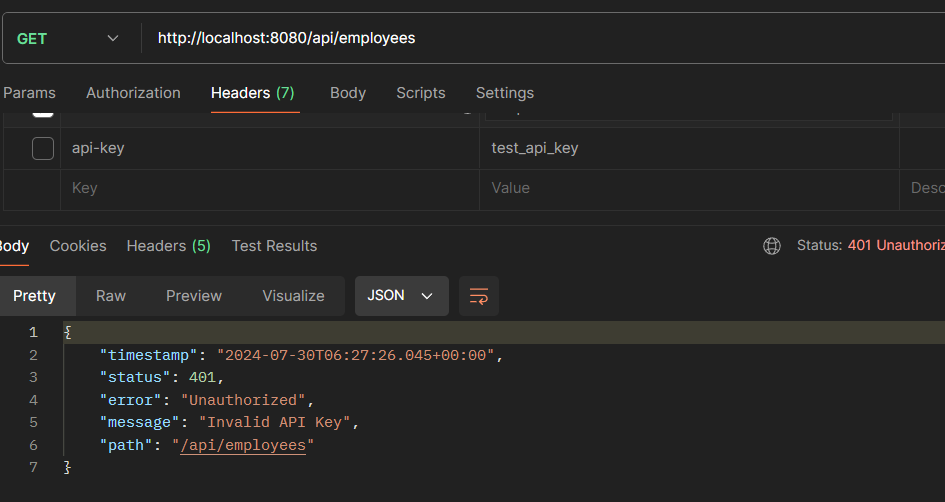 GET http://localhost:8080/api/employees
Params Authorization Headers (7) Body Scripts Settings
api-key test_api_key
Key Value Desc
Body Cookies Headers (5) Test Results Status: 401 Unauthoriz
Pretty Raw Preview Visualize JSON
1 {
2 "timestamp": "2024-07-30T06:27:26.045+00:00",
3 "status": 401,
4 "error": "Unauthorized",
5 "message": "Invalid API Key",
6 "path": "/api/employees"
7 }